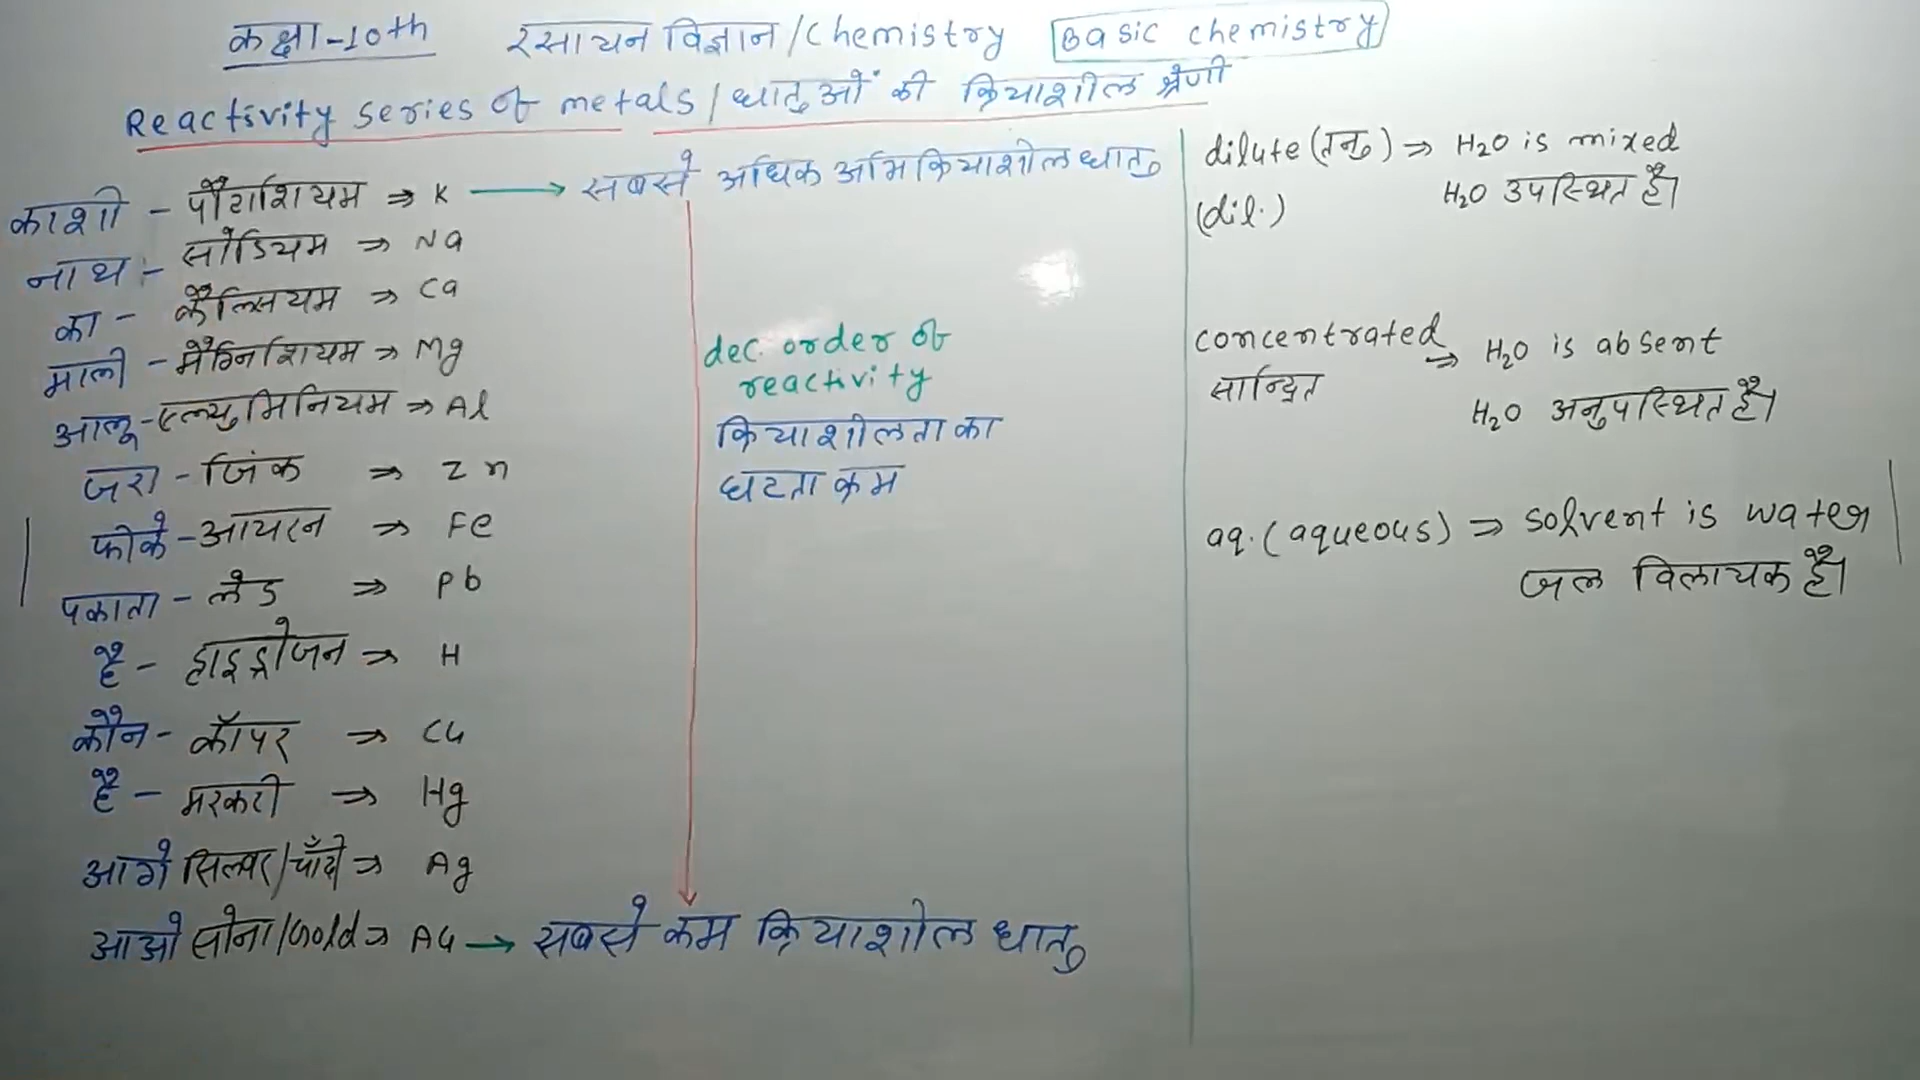 कक्षा-10th रसायन विज्ञान/Chemistry Basic chemistry
Reactivity series of metals/धातुओं की क्रियाशील श्रेणी
काशी - पोटाशियम ⇒ K → सबसे अधिक अभिक्रियाशील धातु
नाथ - सोडियम ⇒ Na
का - कैल्सियम ⇒ Ca
माली - मैग्निशियम ⇒ Mg
आलू - एल्युमिनियम ⇒ Al
जरा - जिंक ⇒ Zn
फीके - आयरन ⇒ Fe
पकाता - लेड ⇒ Pb
है - हाइड्रोजन ⇒ H
कौन - कॉपर ⇒ Cu
है - मरकरी ⇒ Hg
आगे सिल्वर/चाँदी ⇒ Ag
आओ सोना/Gold ⇒ Au → सबसे कम क्रियाशील धातु
dec. order of
reactivity
क्रियाशीलता का
घटता क्रम
dilute (तनु) ⇒ H₂O is mixed
(dil.) H₂O उपस्थित है।
concentrated ⇒ H₂O is absent
सान्द्रित H₂O अनुपस्थित है।
aq. (aqueous) ⇒ solvent is water
जल विलायक है।